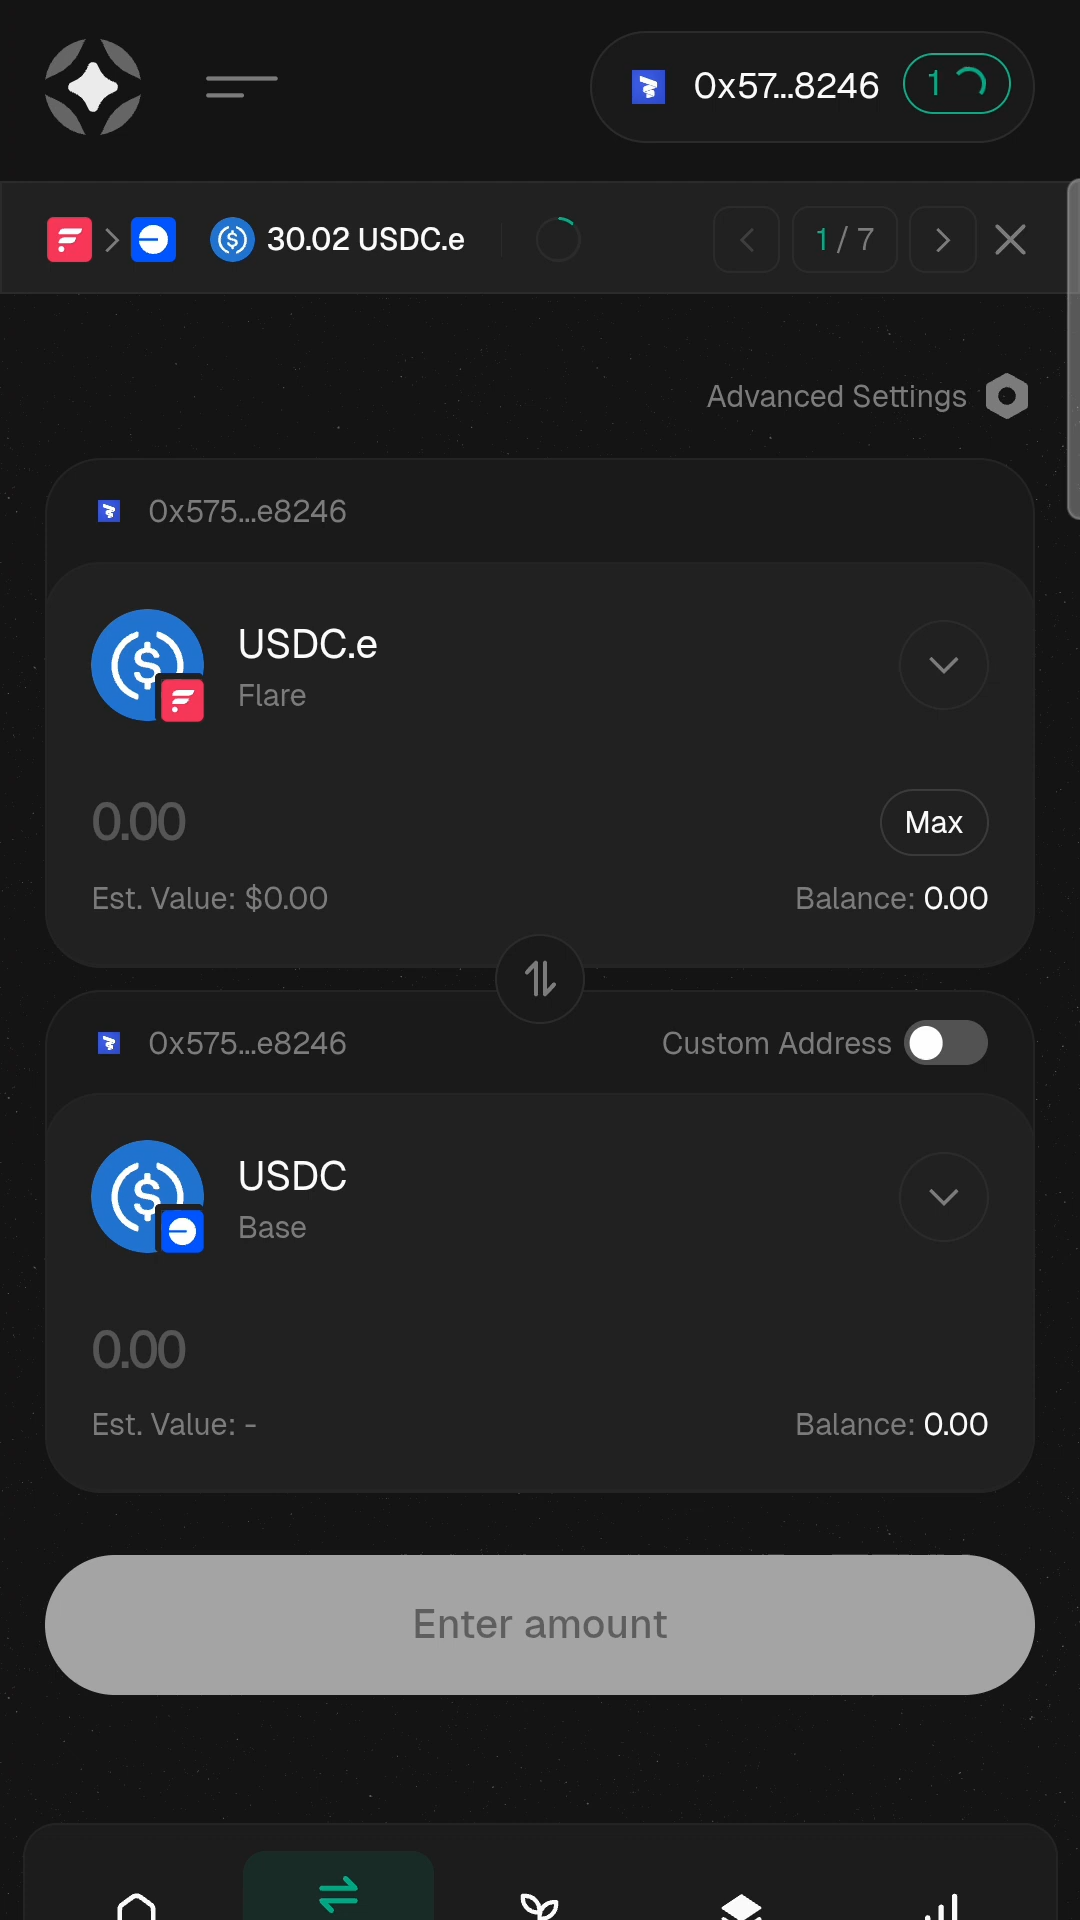 0x57...8246 1
30.02 USDC.e 1 / 7
Advanced Settings
0x575...e8246
USDC.e
Flare
0.00 Max
Est. Value: $0.00 Balance: 0.00
0x575...e8246 Custom Address
USDC
Base
0.00
Est. Value: - Balance: 0.00
Enter amount